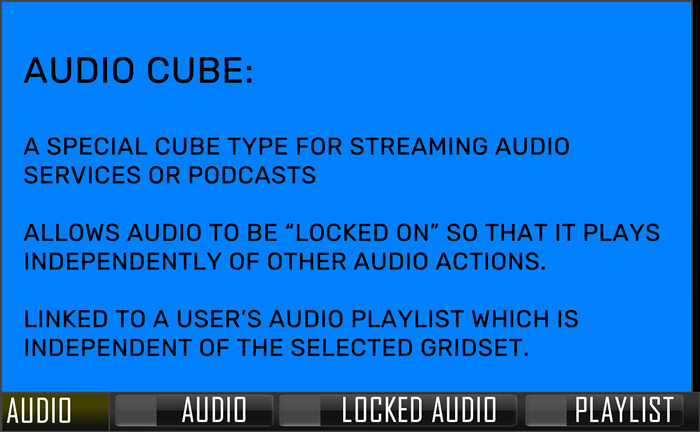 AUDIO CUBE:
A SPECIAL CUBE TYPE FOR STREAMING AUDIO
SERVICES OR PODCASTS
ALLOWS AUDIO TO BE “LOCKED ON” SO THAT IT PLAYS
INDEPENDENTLY OF OTHER AUDIO ACTIONS.
LINKED TO A USER’S AUDIO PLAYLIST WHICH IS
INDEPENDENT OF THE SELECTED GRIDSET.
AUDIO AUDIO LOCKED AUDIO PLAYLIST